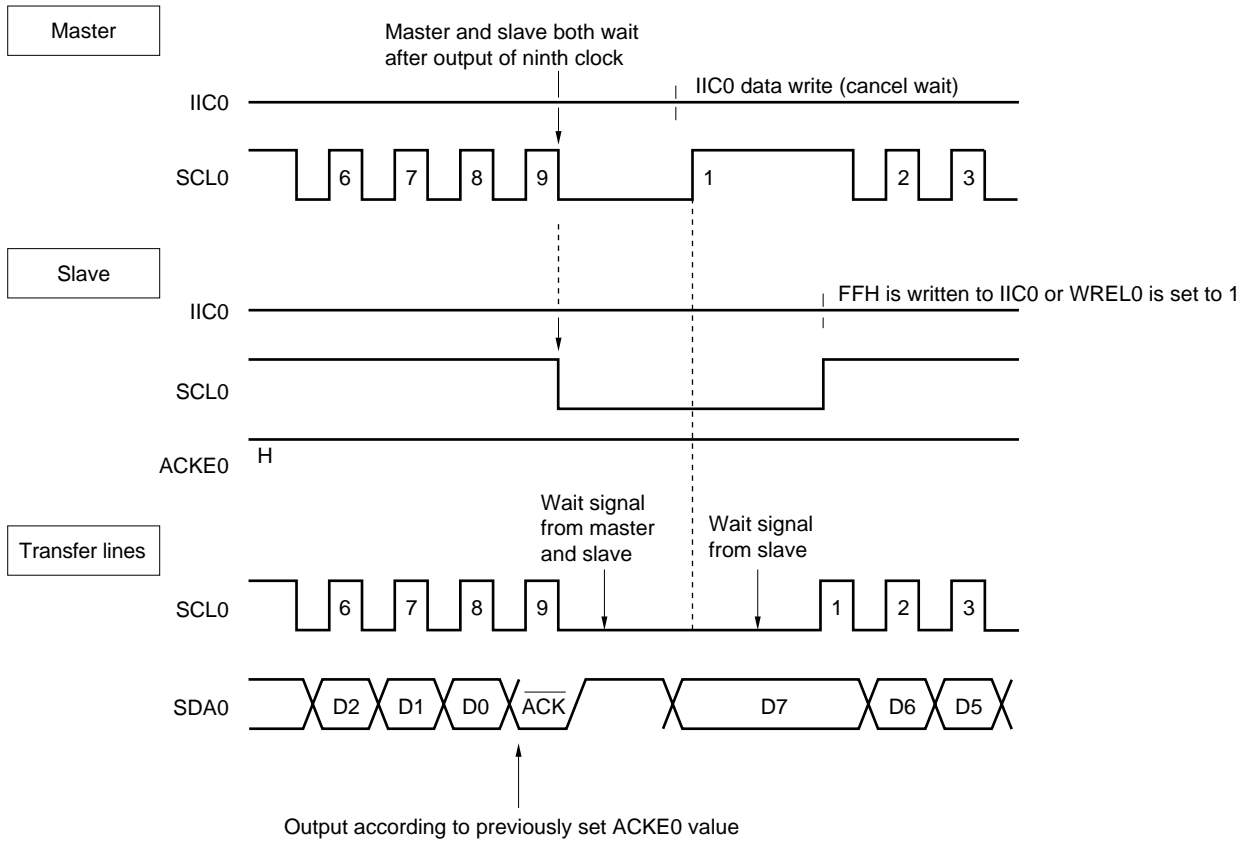 Master
Master and slave both wait
after output of ninth clock
IIC0
IIC0 data write (cancel wait)
SCL0
6 7 8 9 1 2 3
Slave
IIC0
FFH is written to IIC0 or WREL0 is set to 1
SCL0
ACKE0
H
Wait signal
from master
and slave
Wait signal
from slave
Transfer lines
SCL0
6 7 8 9 1 2 3
SDA0
D2 D1 D0 ACK D7 D6 D5
Output according to previously set ACKE0 value